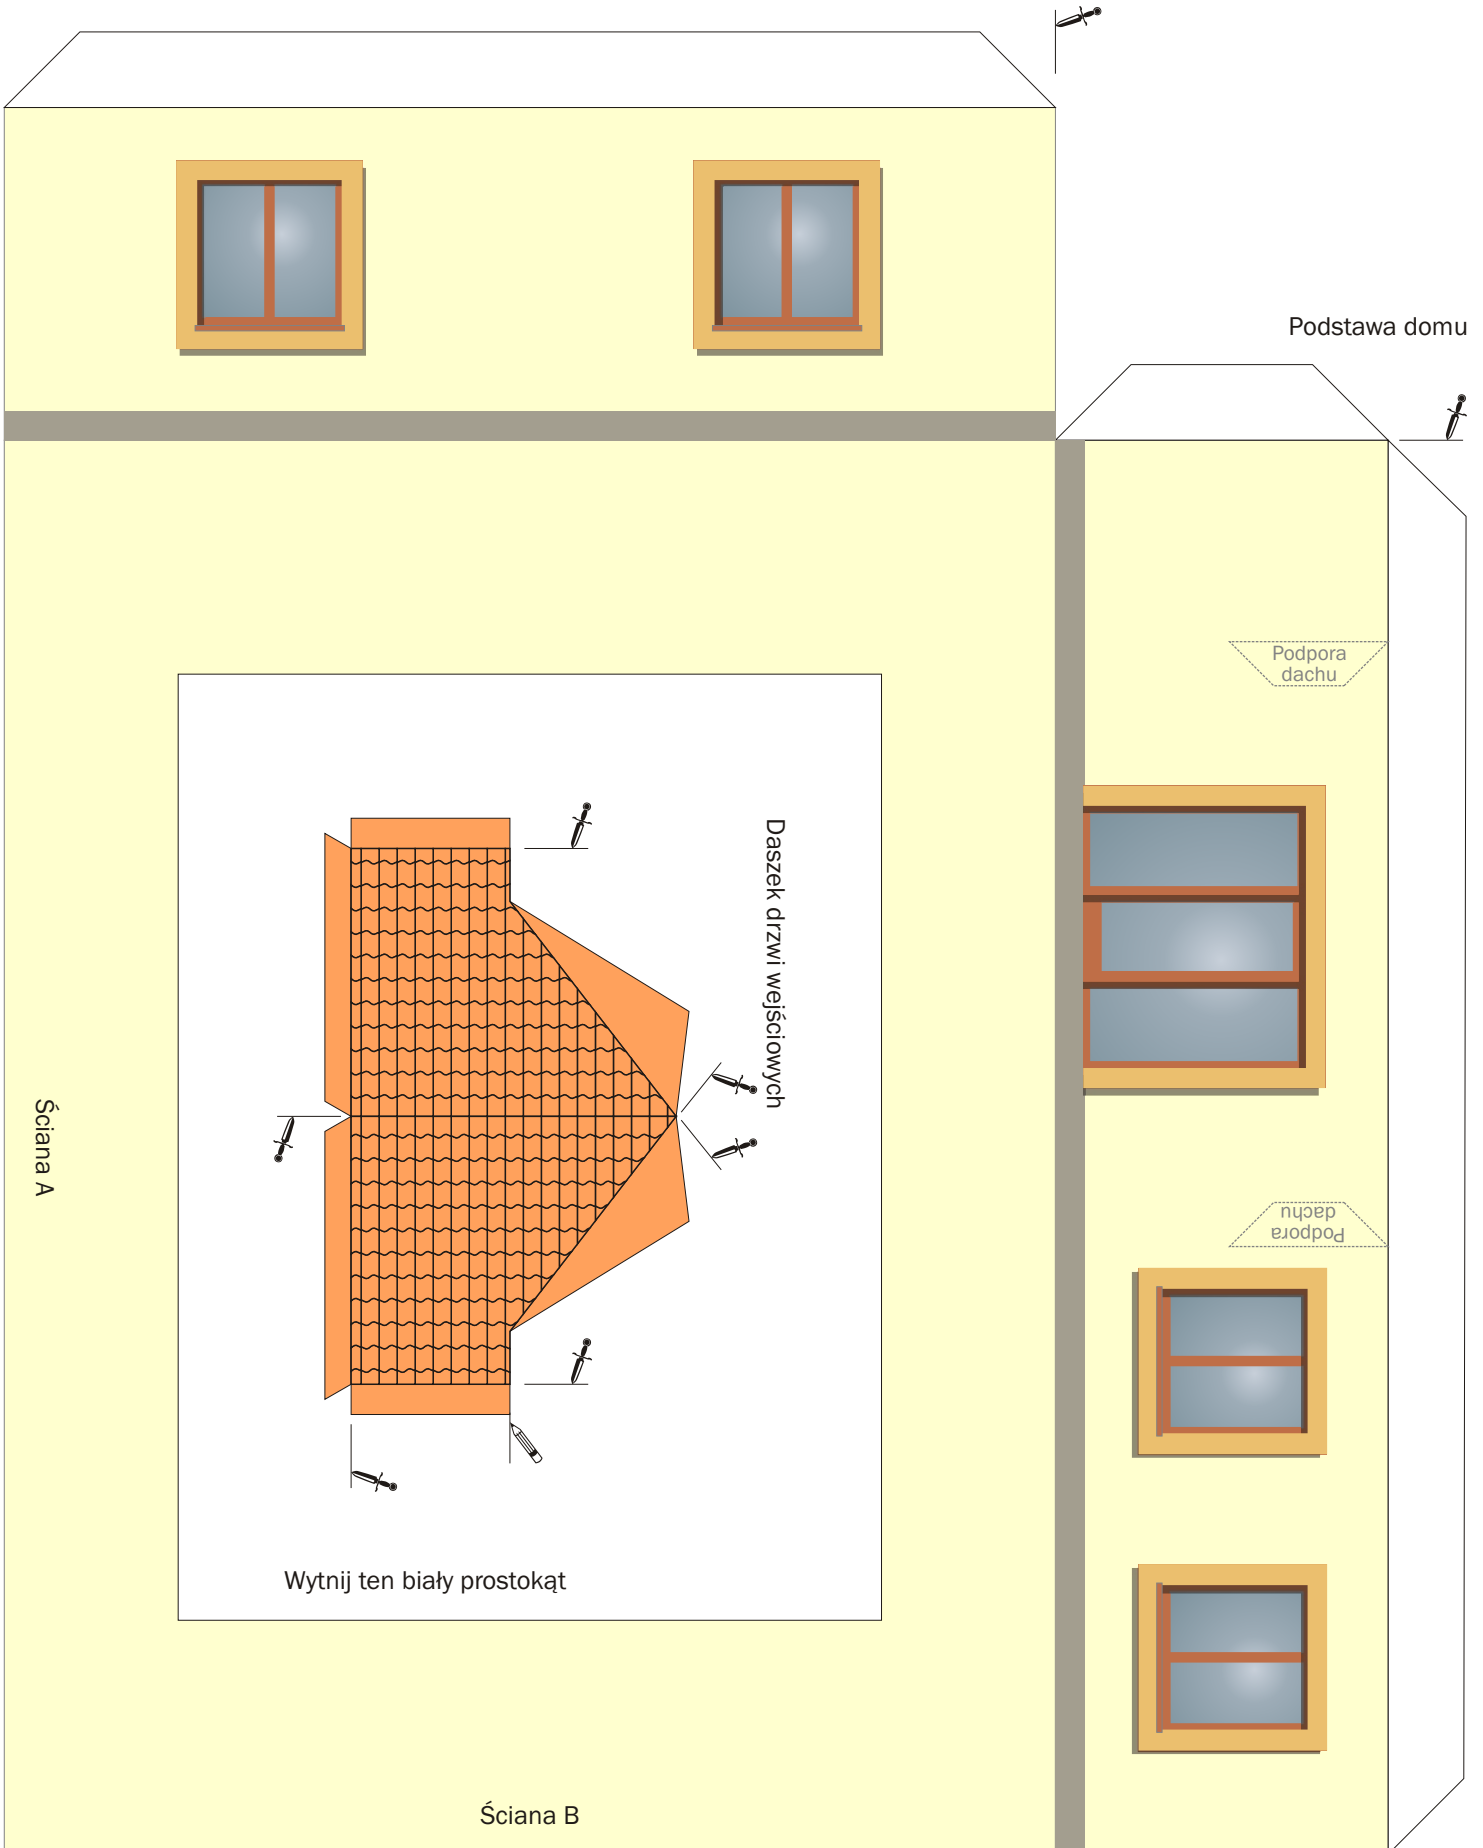 Podstawa domu
Podpora
dachu
Daszek drzwi wejściowych
Ściana A
Podpora
dachu
Wytnij ten biały prostokąt
Ściana B